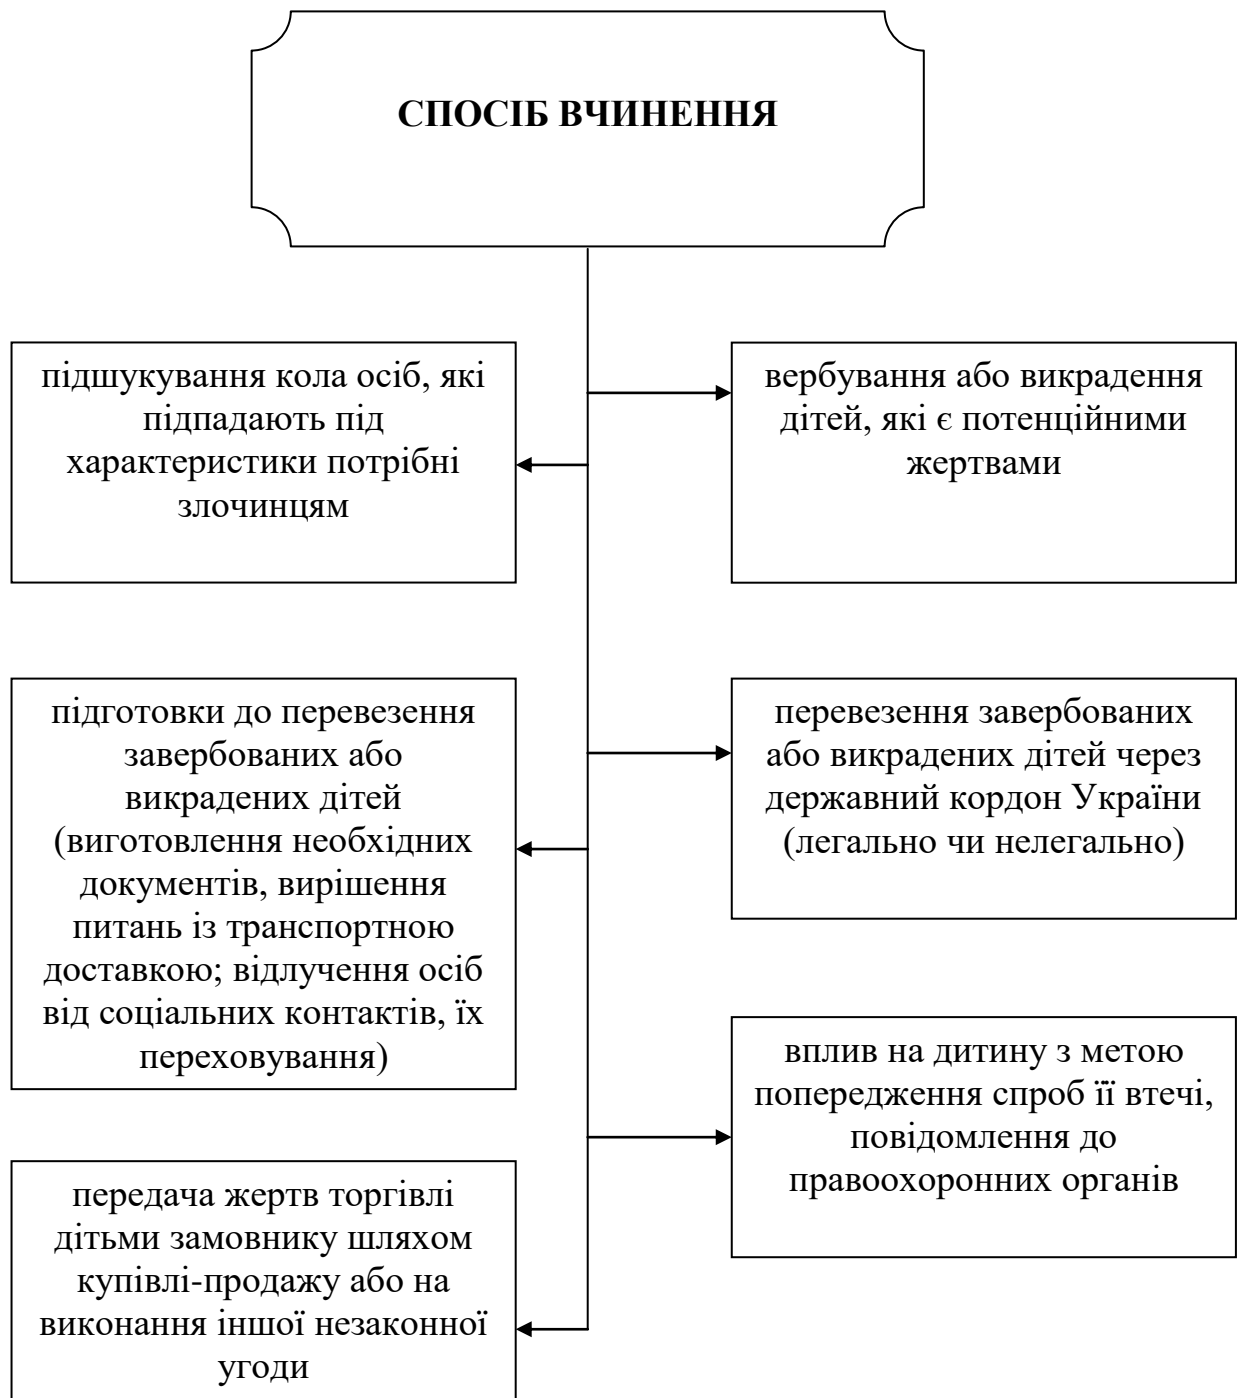 СПОСІБ ВЧИНЕННЯ
підшукування кола осіб, які
підпадають під
характеристики потрібні
злочинцям
вербування або викрадення
дітей, які є потенційними
жертвами
підготовки до перевезення
завербованих або
викрадених дітей
(виготовлення необхідних
документів, вирішення
питань із транспортною
доставкою; відлучення осіб
від соціальних контактів, їх
переховування)
перевезення завербованих
або викрадених дітей через
державний кордон України
(легально чи нелегально)
вплив на дитину з метою
попередження спроб її втечі,
повідомлення до
правоохоронних органів
передача жертв торгівлі
дітьми замовнику шляхом
купівлі-продажу або на
виконання іншої незаконної
угоди